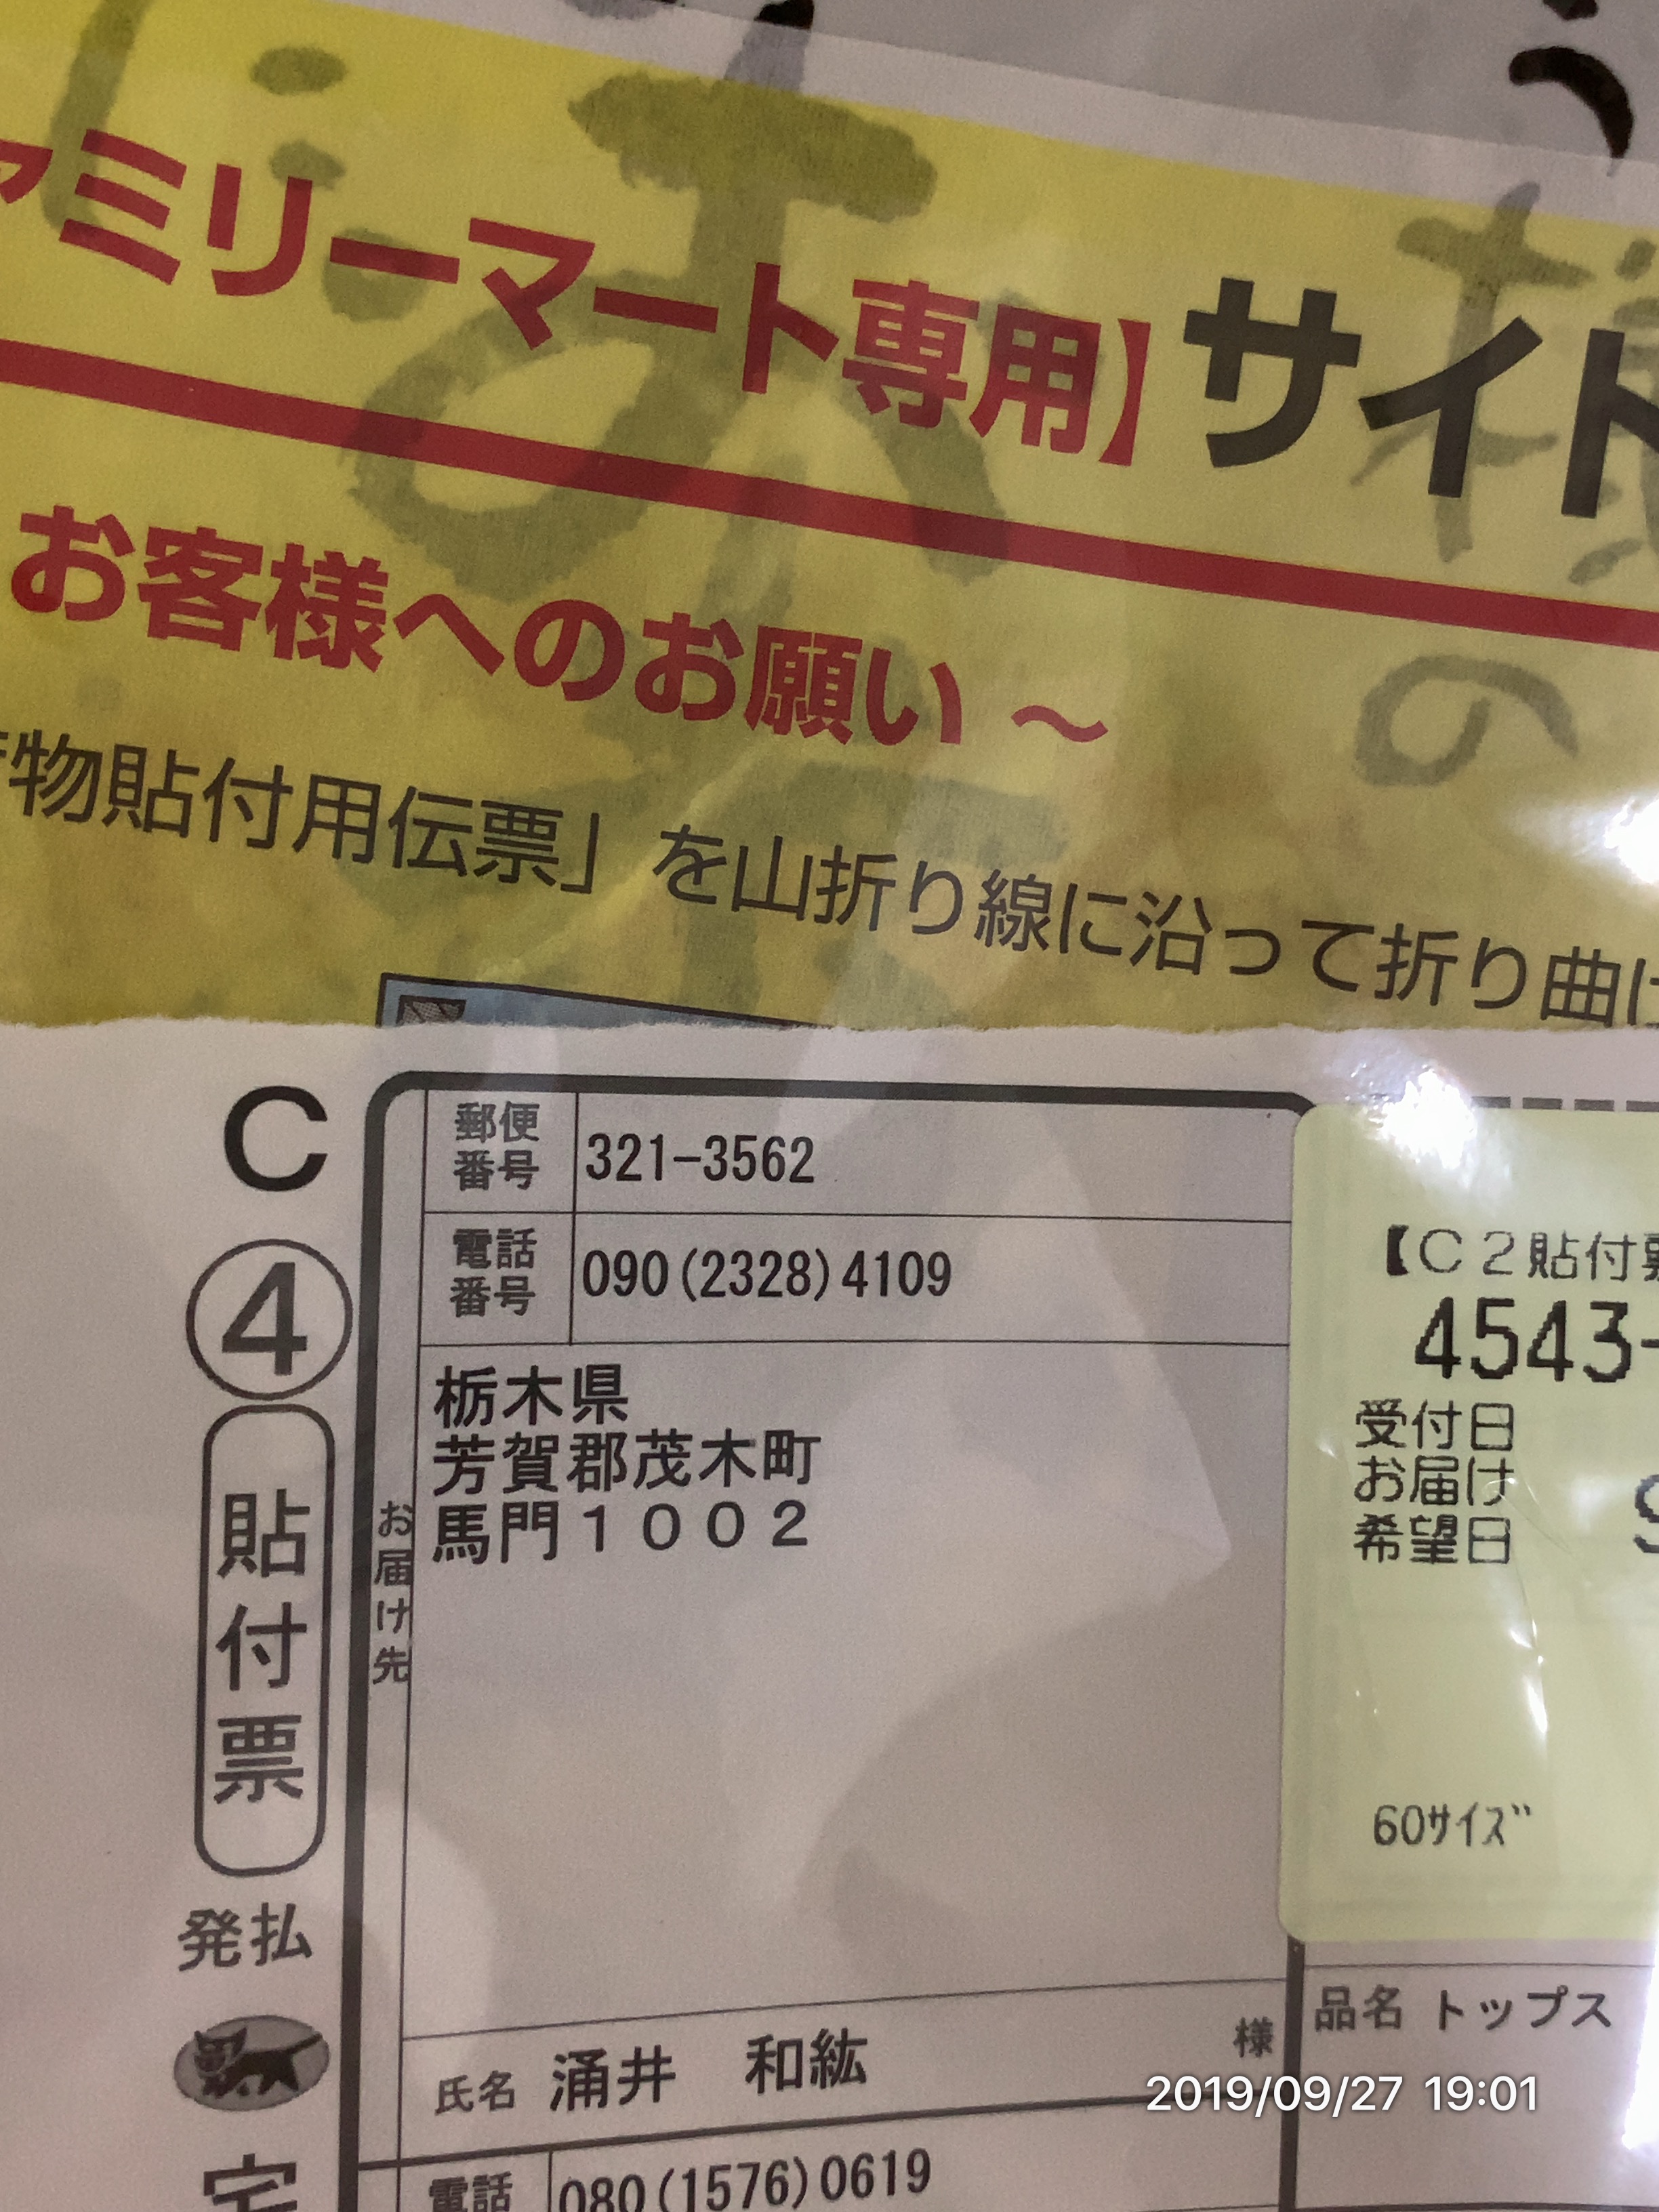 ァミリーマート専用】サイト
お客様へのお願い ～
物貼付用伝票」を山折り線に沿って折り曲げ
様
の
C
④
貼付票
発払
宅
お届け先
郵便番号 321-3562
電話番号 090(2328)4109
栃木県
芳賀郡茂木町
馬門１００２
氏名 涌井 和紘 様
電話 080(1576)0619
【Ｃ２貼付票
4543-
受付日
お届け
希望日
60ｻｲｽﾞ
品名 トップス
2019/09/27 19:01